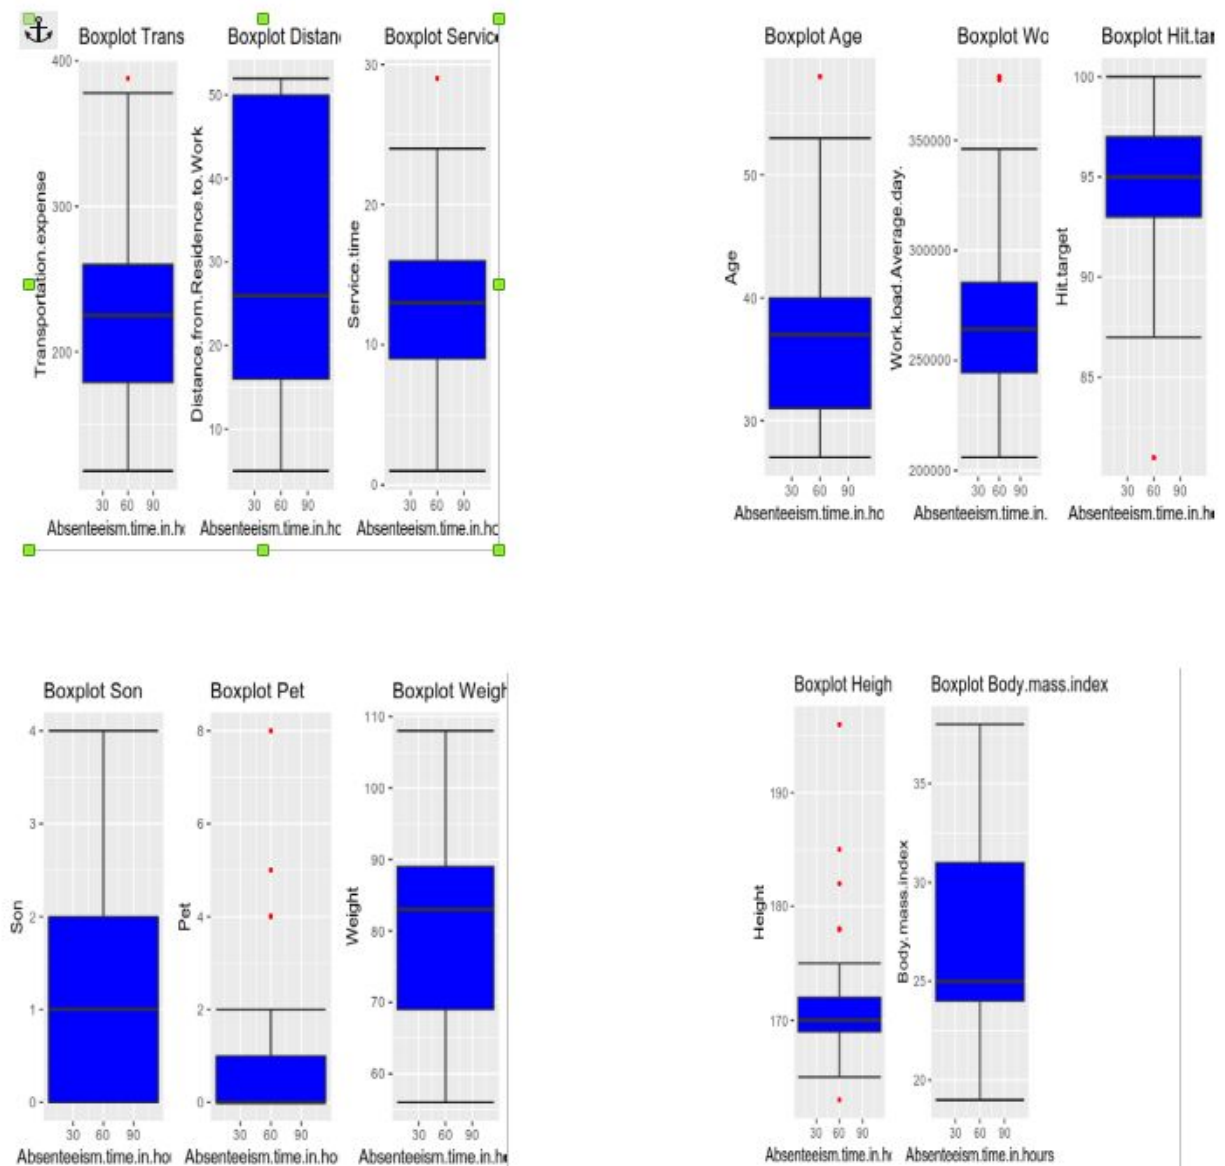 Boxplot Trans
Boxplot Distan
Boxplot Service
400
300
200
Transportation.expense
30 60 90
Absenteeism.time.in.h
50
40
30
20
10
Distance.from.Residence.to.Work
30 60 90
Absenteeism.time.in.ho
30
20
10
0
Service.time
30 60 90
Absenteeism.time.in.ho
Boxplot Age
Boxplot Wo
Boxplot Hit.tar
50
40
30
Age
30 60 90
Absenteeism.time.in.ho
350000
300000
250000
200000
Work.load.Average.day.
30 60 90
Absenteeism.time.in.
100
95
90
85
Hit.target
30 60 90
Absenteeism.time.in.h
Boxplot Son
Boxplot Pet
Boxplot Weigh
4
3
2
1
0
Son
30 60 90
Absenteeism.time.in.ho
8
6
4
2
0
Pet
30 60 90
Absenteeism.time.in.ho
110
100
90
80
70
60
Weight
30 60 90
Absenteeism.time.in.h
Boxplot Heigh
Boxplot Body.mass.index
190
180
170
Height
30 60 90
Absenteeism.time.in.h
35
30
25
20
Body.mass.index
30 60 90
Absenteeism.time.in.hours